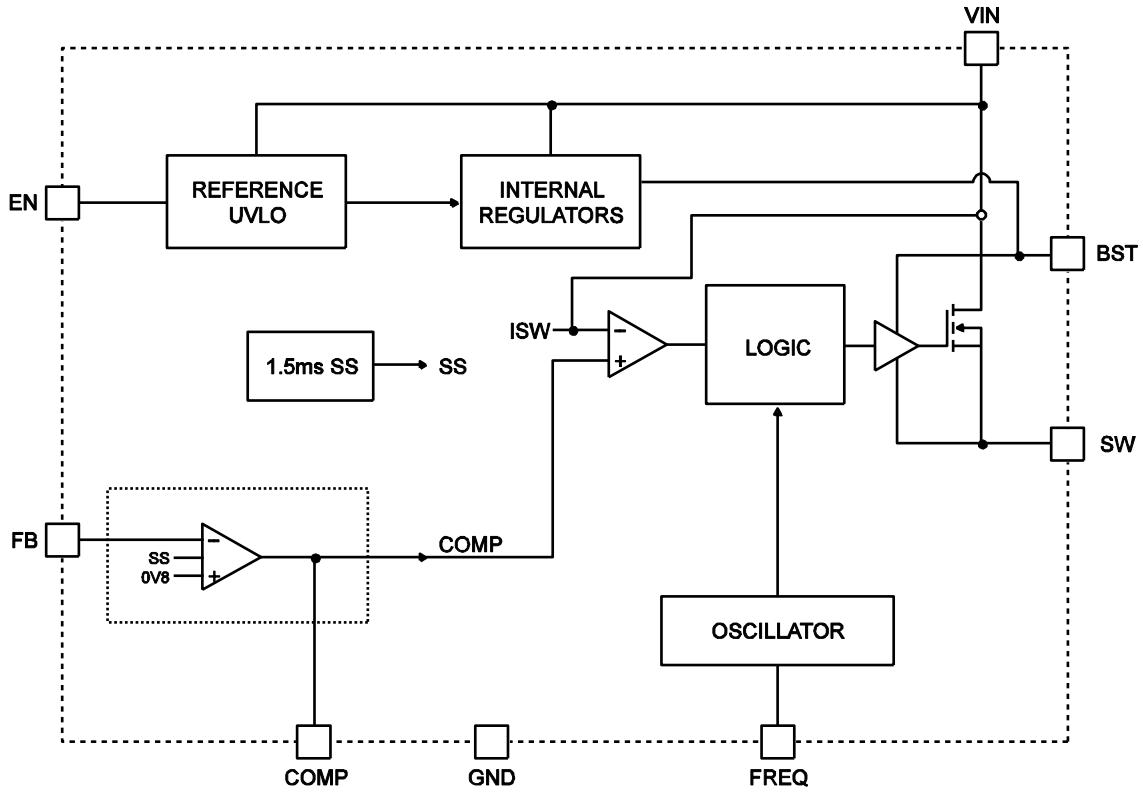 VIN
EN
REFERENCE
UVLO
INTERNAL
REGULATORS
BST
ISW
−
+
LOGIC
1.5ms SS
SS
SW
FB
−
SS
0V8
+
COMP
OSCILLATOR
COMP
GND
FREQ